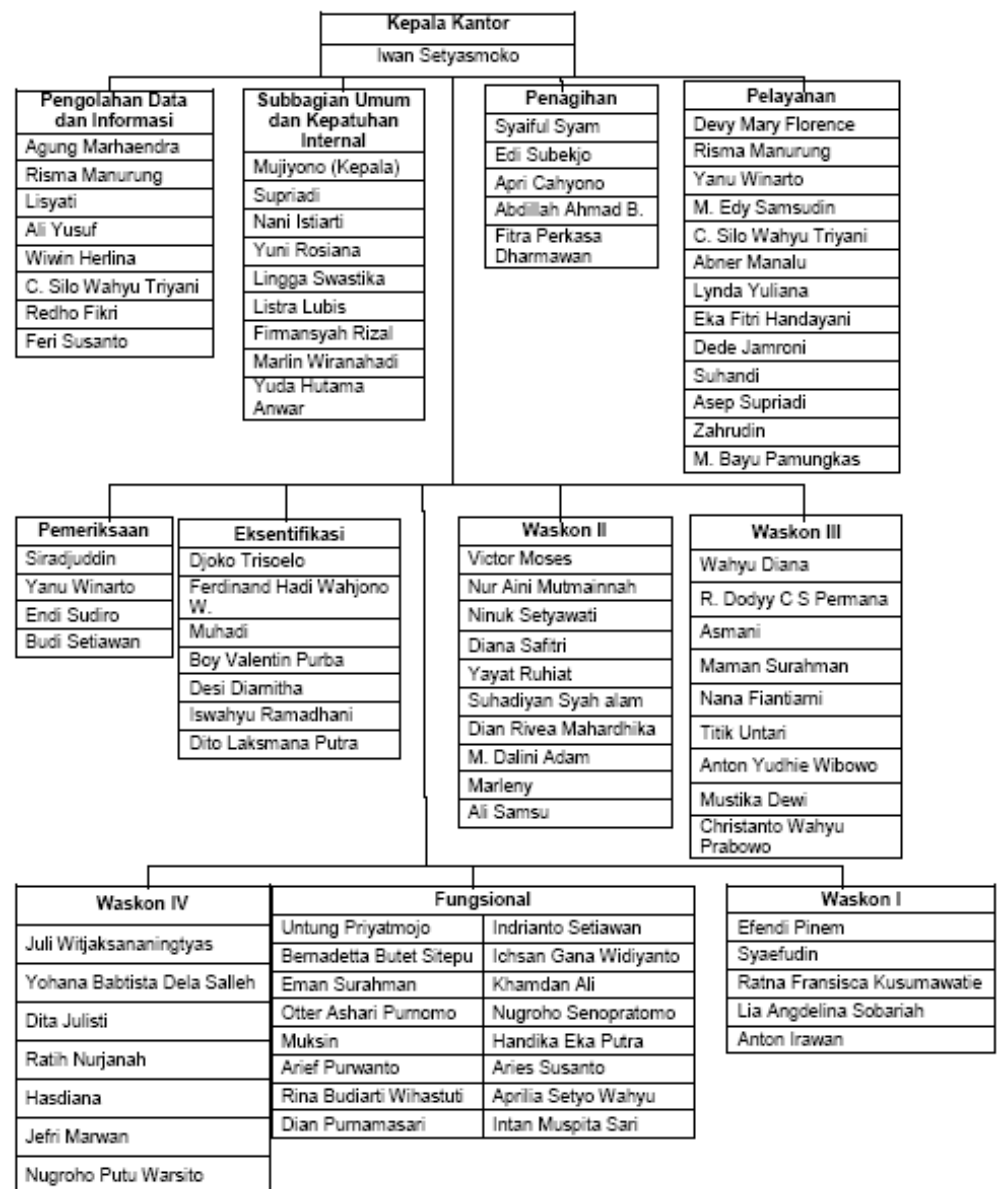 Kepala Kantor
Iwan Setyasmoko
Pengolahan Data
dan Informasi
Agung Marhaendra
Risma Manurung
Lisyati
Ali Yusuf
Wiwin Herlina
C. Silo Wahyu Triyani
Redho Fikri
Feri Susanto
Subbagian Umum
dan Kepatuhan
Internal
Mujiyono (Kepala)
Supriadi
Nani Istiarti
Yuni Rosiana
Lingga Swastika
Listra Lubis
Firmansyah Rizal
Marlin Wiranahadi
Yuda Hutama
Anwar
Penagihan
Syaiful Syam
Edi Subekjo
Apri Cahyono
Abdillah Ahmad B.
Fitra Perkasa
Dharmawan
Pelayanan
Devy Mary Florence
Risma Manurung
Yanu Winarto
M. Edy Samsudin
C. Silo Wahyu Triyani
Abner Manalu
Lynda Yuliana
Eka Fitri Handayani
Dede Jamroni
Suhandi
Asep Supriadi
Zahrudin
M. Bayu Pamungkas
Pemeriksaan
Siradjuddin
Yanu Winarto
Endi Sudiro
Budi Setiawan
Eksentifikasi
Djoko Trisoelo
Ferdinand Hadi Wahjono
W.
Muhadi
Boy Valentin Purba
Desi Diamitha
Iswahyu Ramadhani
Dito Laksmana Putra
Waskon II
Victor Moses
Nur Aini Mutmainnah
Ninuk Setyawati
Diana Safitri
Yayat Ruhiat
Suhadiyan Syah alam
Dian Rivea Mahardhika
M. Dalini Adam
Marleny
Ali Samsu
Waskon III
Wahyu Diana
R. Dodyy C S Permana
Asmani
Maman Surahman
Nana Fiantiami
Titik Untari
Anton Yudhie Wibowo
Mustika Dewi
Christanto Wahyu
Prabowo
Waskon IV
Juli Witjaksananingtyas
Yohana Babtista Dela Salleh
Dita Julisti
Ratih Nurjanah
Hasdiana
Jefri Marwan
Nugroho Putu Warsito
Fungsional
Untung Priyatmojo
Bernadetta Butet Sitepu
Eman Surahman
Otter Ashari Purnomo
Muksin
Arief Purwanto
Rina Budiarti Wihastuti
Dian Purnamasari
Indrianto Setiawan
Ichsan Gana Widiyanto
Khamdan Ali
Nugroho Senopratomo
Handika Eka Putra
Aries Susanto
Aprilia Setyo Wahyu
Intan Muspita Sari
Waskon I
Efendi Pinem
Syaefudin
Ratna Fransisca Kusumawatie
Lia Angdelina Sobariah
Anton Irawan